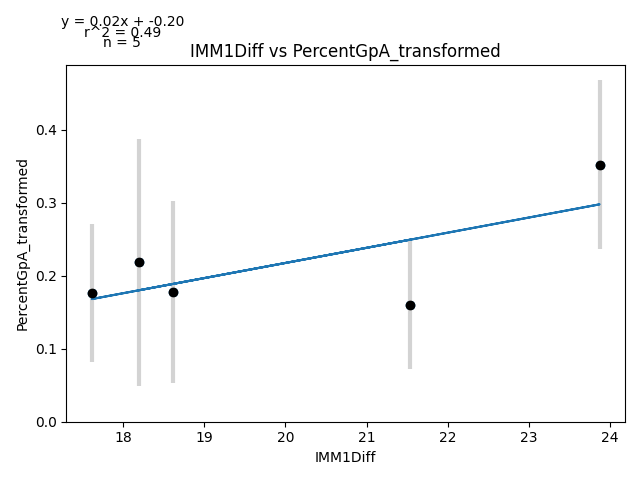 y = 0.02x + -0.20
r^2 = 0.49
n = 5
IMM1Diff vs PercentGpA_transformed
PercentGpA_transformed
0.4
0.3
0.2
0.1
0.0
18 19 20 21 22 23 24
IMM1Diff